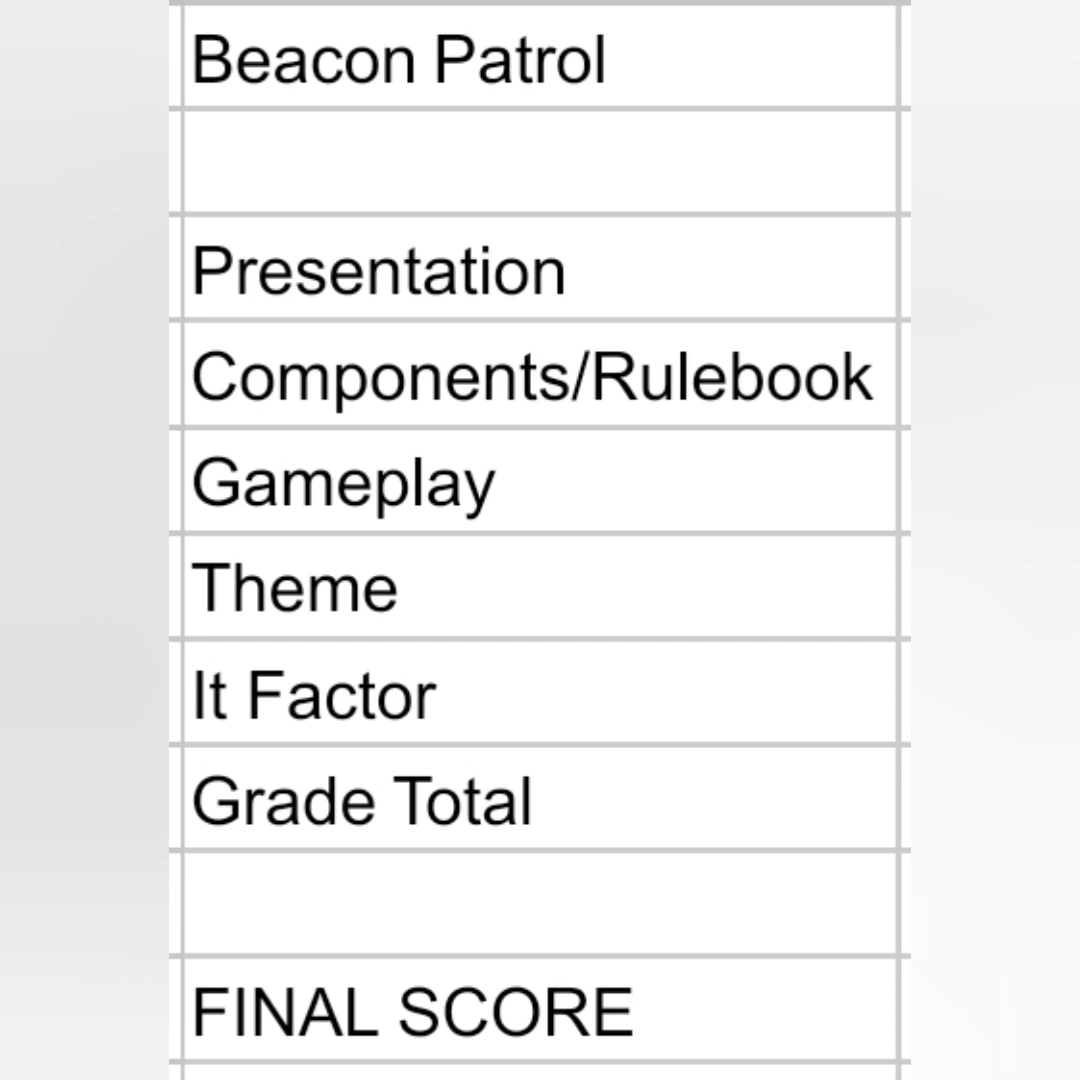 Beacon Patrol
Presentation
Components/Rulebook
Gameplay
Theme
It Factor
Grade Total
FINAL SCORE